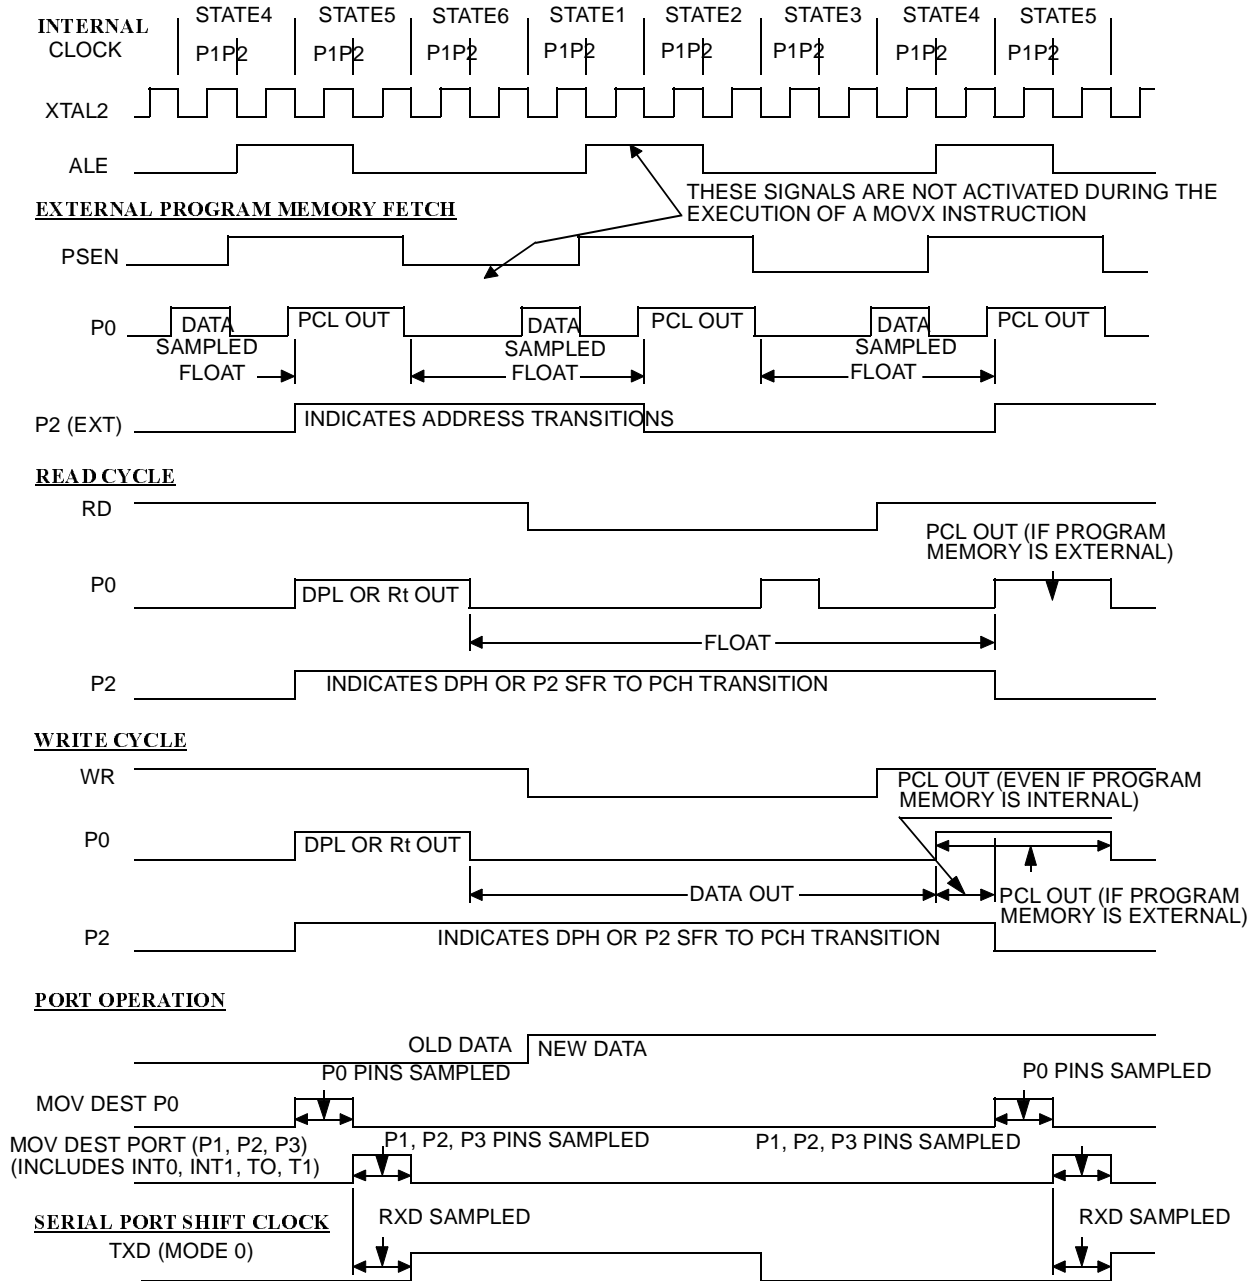 INTERNAL
CLOCK
STATE4 STATE5 STATE6 STATE1 STATE2 STATE3 STATE4 STATE5
P1P2 P1P2 P1P2 P1P2 P1P2 P1P2 P1P2 P1P2
XTAL2
ALE
THESE SIGNALS ARE NOT ACTIVATED DURING THE
EXECUTION OF A MOVX INSTRUCTION
EXTERNAL PROGRAM MEMORY FETCH
PSEN
P0
DATA PCL OUT DATA PCL OUT DATA PCL OUT
SAMPLED SAMPLED SAMPLED
FLOAT FLOAT FLOAT
P2 (EXT)
INDICATES ADDRESS TRANSITIONS
READ CYCLE
RD
PCL OUT (IF PROGRAM
MEMORY IS EXTERNAL)
P0
DPL OR Rt OUT
FLOAT
P2
INDICATES DPH OR P2 SFR TO PCH TRANSITION
WRITE CYCLE
WR
PCL OUT (EVEN IF PROGRAM
MEMORY IS INTERNAL)
P0
DPL OR Rt OUT
DATA OUT
PCL OUT (IF PROGRAM
MEMORY IS EXTERNAL)
P2
INDICATES DPH OR P2 SFR TO PCH TRANSITION
PORT OPERATION
OLD DATA NEW DATA
P0 PINS SAMPLED P0 PINS SAMPLED
MOV DEST P0
MOV DEST PORT (P1, P2, P3)
(INCLUDES INT0, INT1, TO, T1)
P1, P2, P3 PINS SAMPLED P1, P2, P3 PINS SAMPLED
SERIAL PORT SHIFT CLOCK
TXD (MODE 0)
RXD SAMPLED RXD SAMPLED